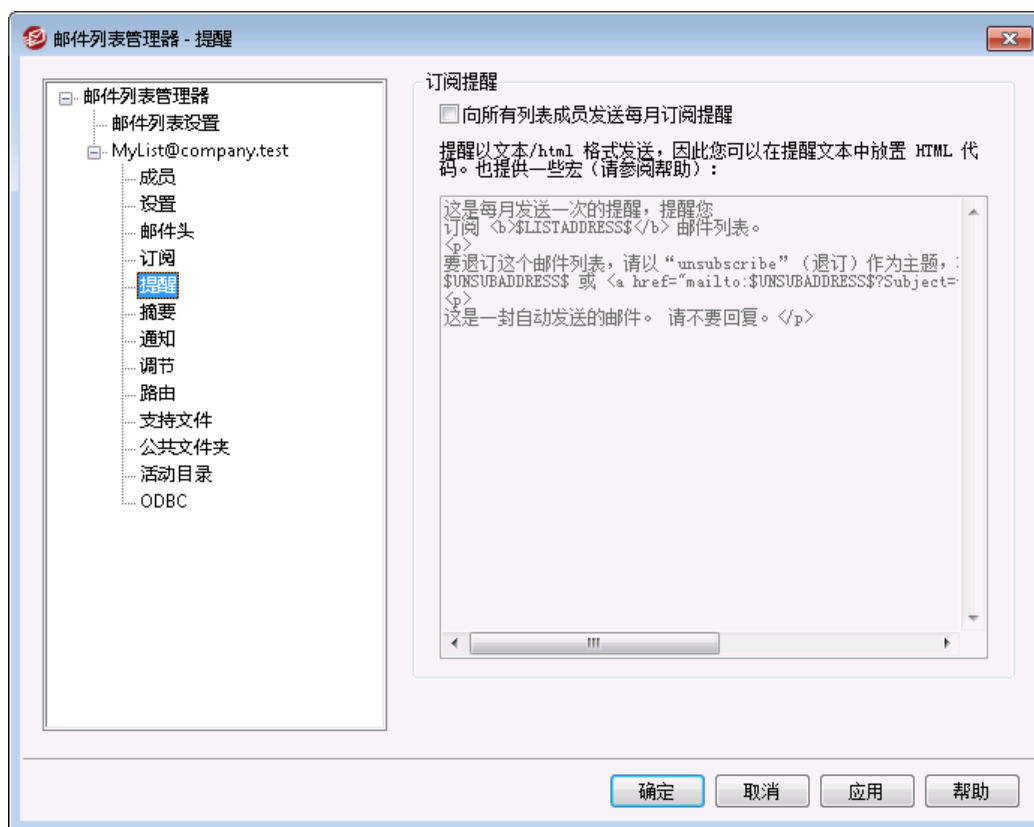 邮件列表管理器 - 提醒
邮件列表管理器
邮件列表设置
MyList@company.test
成员
设置
邮件头
订阅
提醒
摘要
通知
调节
路由
支持文件
公共文件夹
活动目录
ODBC
订阅提醒
向所有列表成员发送每月订阅提醒
提醒以文本/html 格式发送，因此您可以在提醒文本中放置 HTML 代
码。也提供一些宏（请参阅帮助）：
这是每月发送一次的提醒，提醒您
订阅 <b>$LISTADDRESS$</b> 邮件列表。
<p>
要退订这个邮件列表，请以“unsubscribe”（退订）作为主题，
$UNSUBADDRESS$ 或 <a href="mailto:$UNSUBADDRESS$?Subject=
<p>
这是一封自动发送的邮件。 请不要回复。</p>
确定 取消 应用 帮助